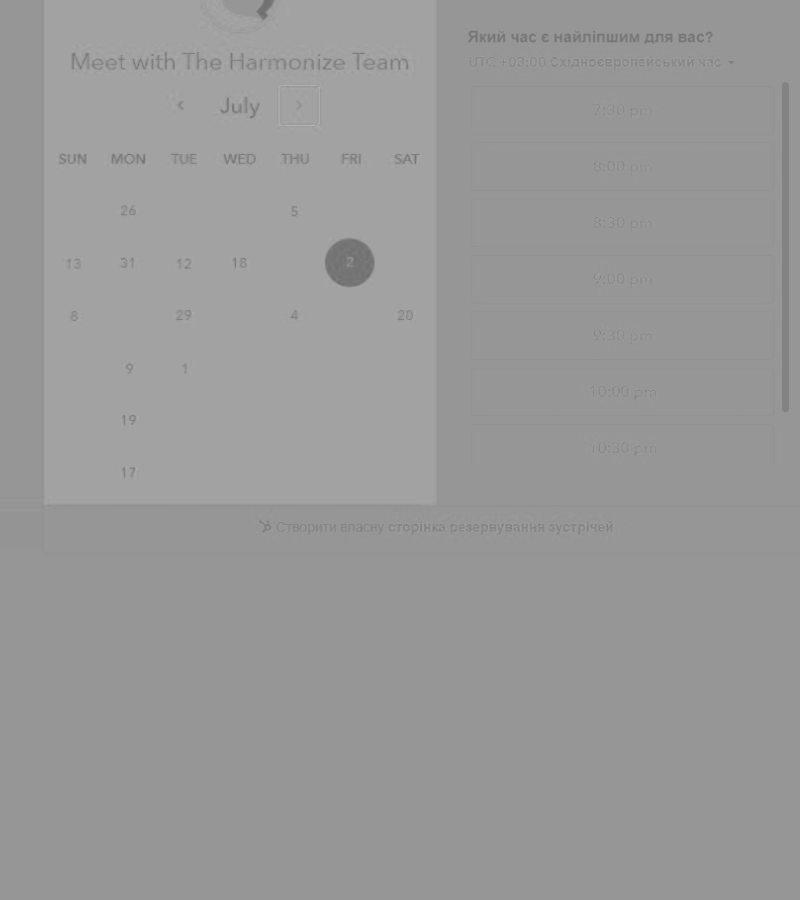 Meet with The Harmonize Team
July
SUN MON TUE WED THU FRI SAT
26 5
13 31 12 18 2
8 29 4 20
9 1
19
17
Який час є найліпшим для вас?
UTC +03:00 Східноєвропейський час
7:30 pm
8:00 pm
8:30 pm
9:00 pm
9:30 pm
10:00 pm
10:30 pm
Створити власну сторінка резервування зустрічей